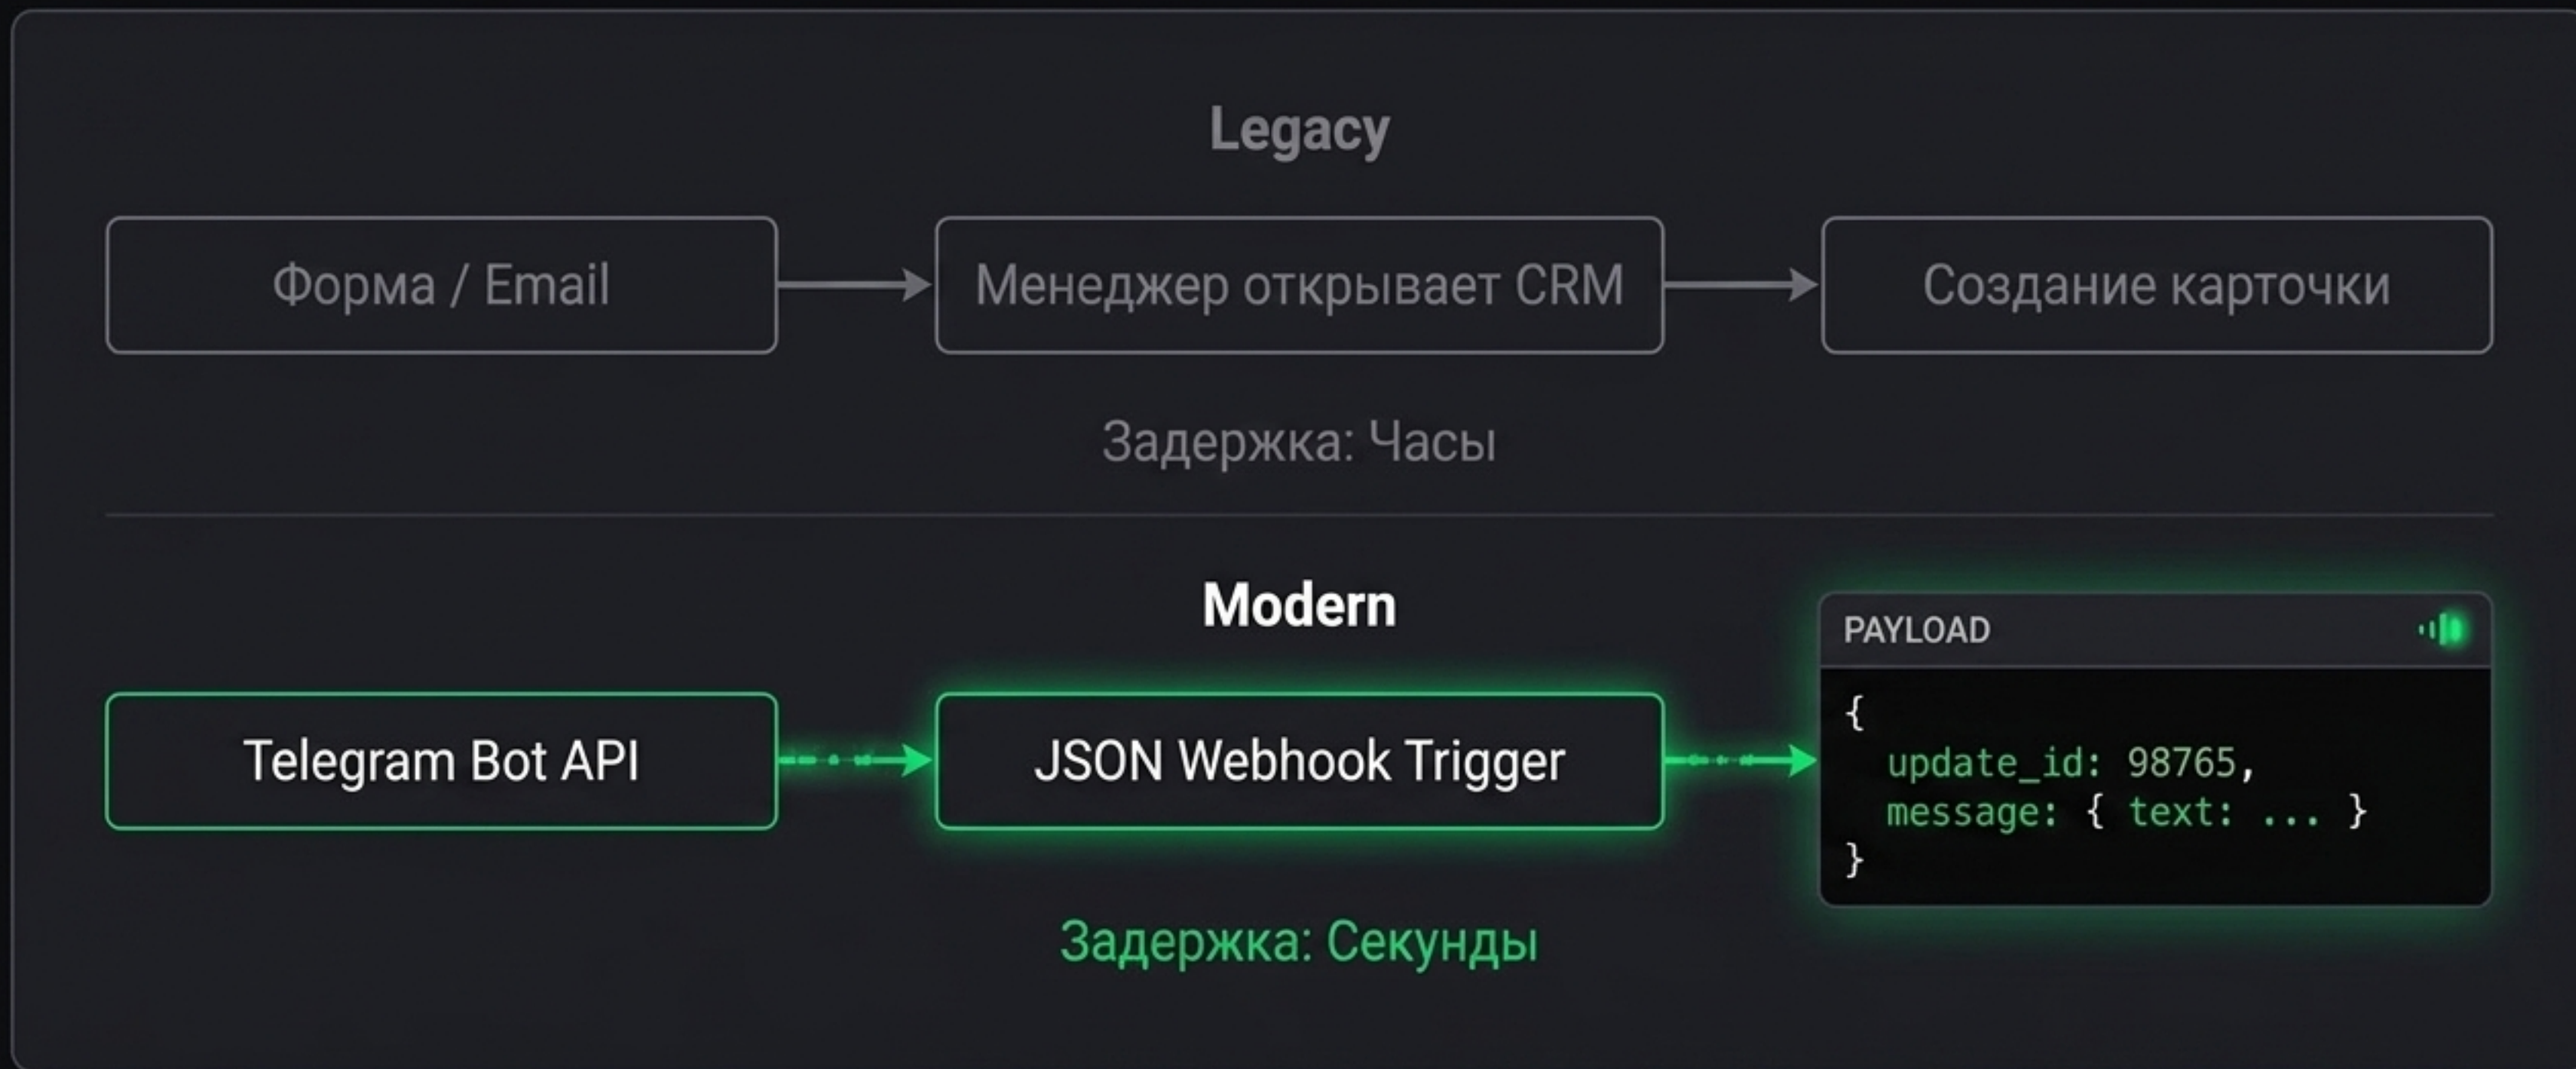 Legacy
Форма / Email
Менеджер открывает CRM
Создание карточки
Задержка: Часы
Modern
Telegram Bot API
JSON Webhook Trigger
PAYLOAD
{
update_id: 98765,
message: { text: ... }
}
Задержка: Секунды